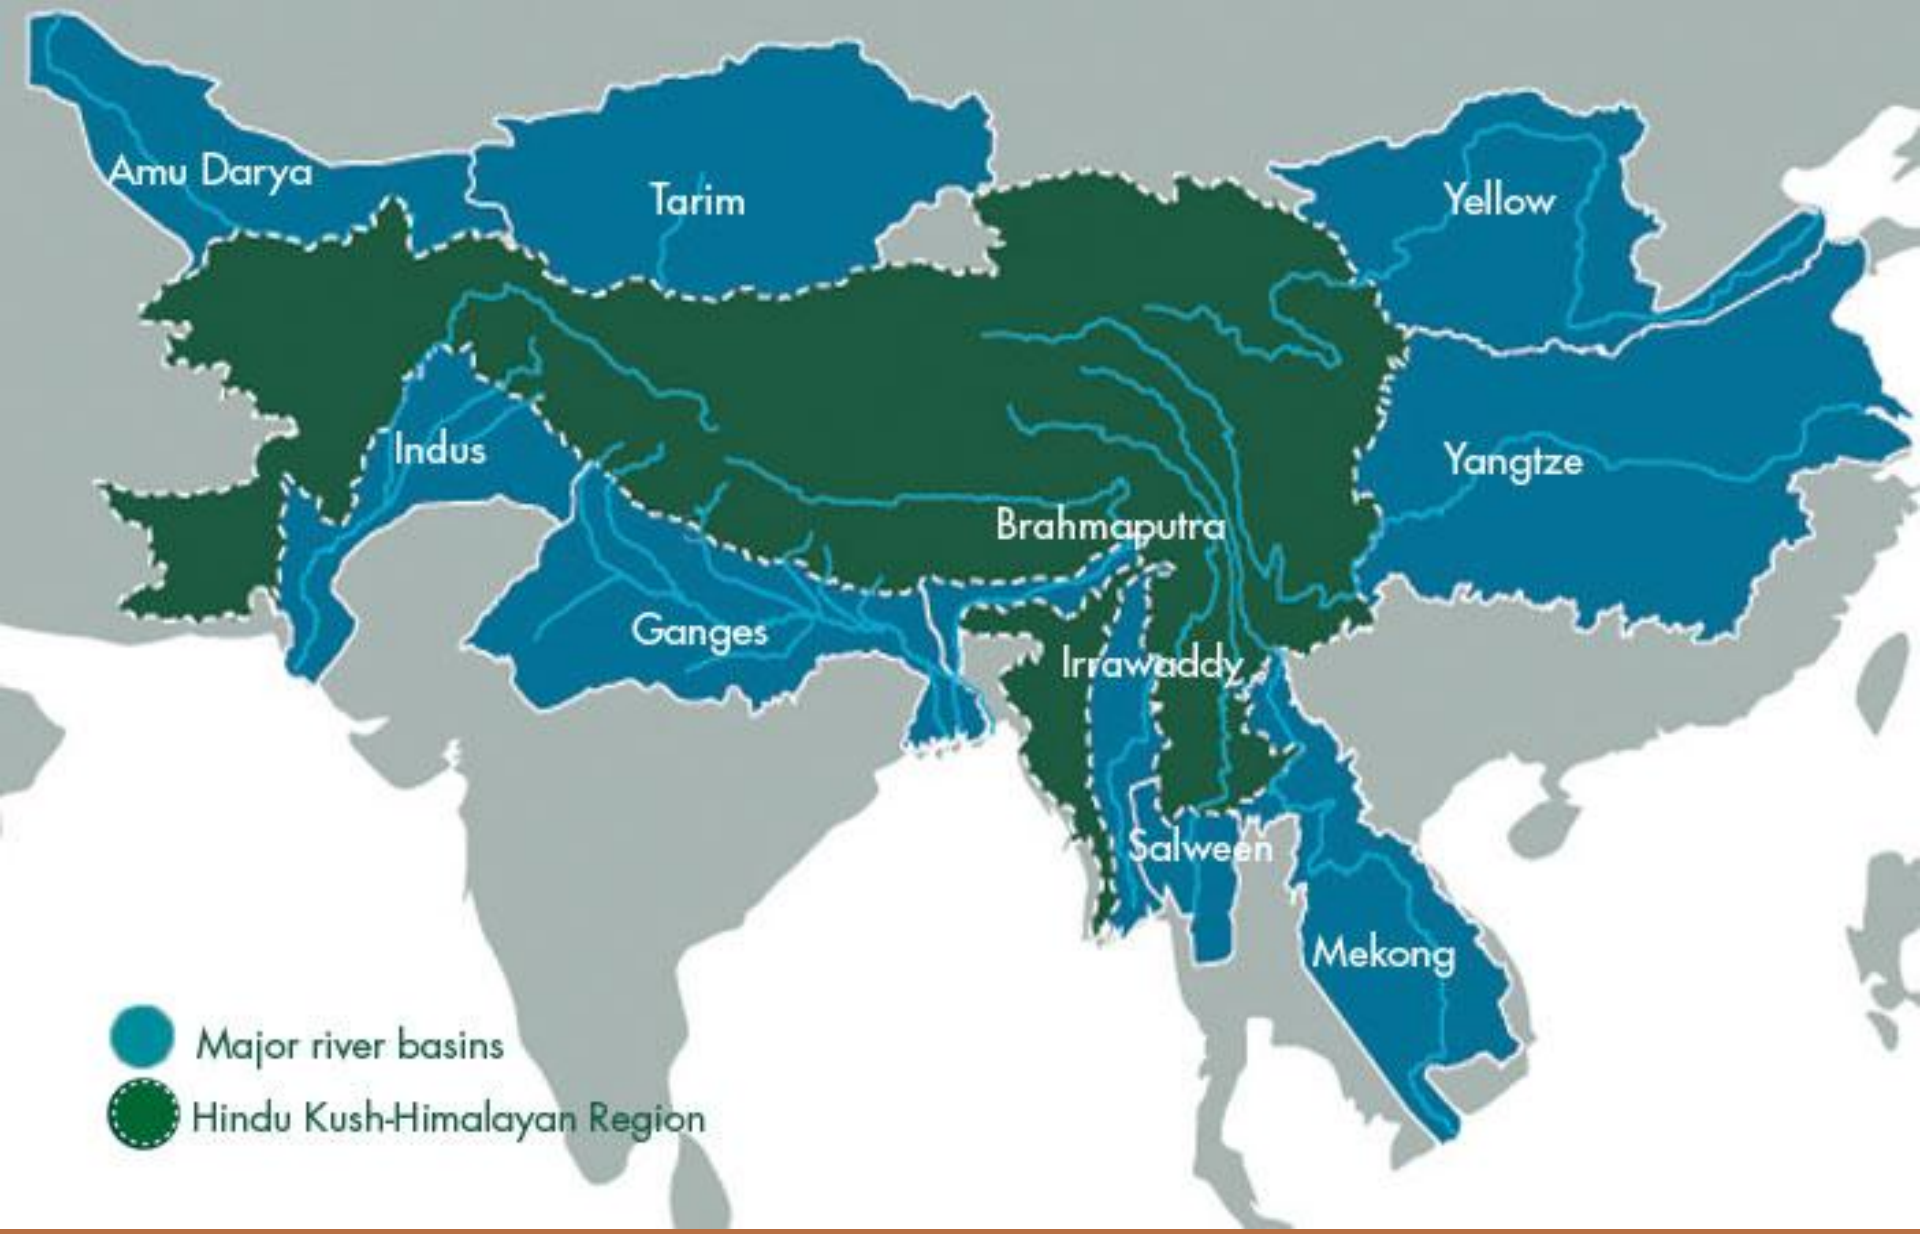 Amu Darya
Tarim
Yellow
Indus
Yangtze
Brahmaputra
Ganges
Irrawaddy
Salween
Mekong
Major river basins
Hindu Kush-Himalayan Region